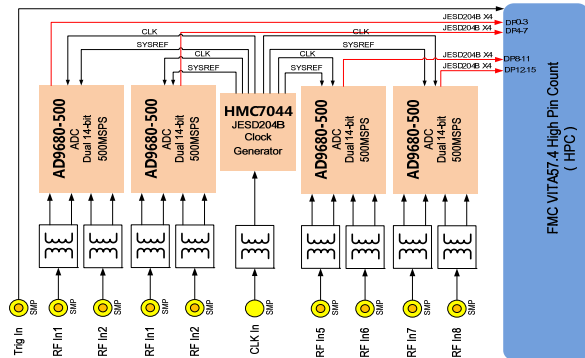 JESD204B X4
DP0-3
CLK
JESD204B X4
DP4-7
SYSREF
CLK
SYSREF
CLK
SYSREF
CLK
SYSREF
JESD204B X4
DP8-11
JESD204B X4
DP12-15
AD9680-500
ADC
Dual 14-bit
500MSPS
AD9680-500
ADC
Dual 14-bit
500MSPS
HMC7044
JESD204B
Clock
Generator
AD9680-500
ADC
Dual 14-bit
500MSPS
AD9680-500
ADC
Dual 14-bit
500MSPS
FMC VITA57.4 High Pin Count
( HPC )
SMP
SMP
SMP
SMP
SMP
SMP
SMP
SMP
SMP
SMP
Trig In
RF In1
RF In2
RF In1
RF In2
CLK In
RF In5
RF In6
RF In7
RF In8